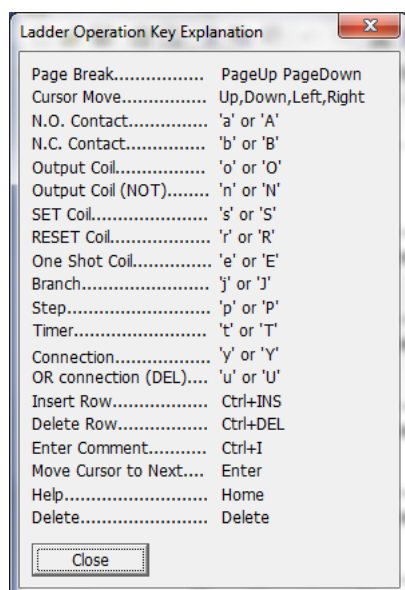 Ladder Operation Key Explanation
Page Break................. PageUp PageDown
Cursor Move................ Up,Down,Left,Right
N.O. Contact................ 'a' or 'A'
N.C. Contact................ 'b' or 'B'
Output Coil................... 'o' or 'O'
Output Coil (NOT)........ 'n' or 'N'
SET Coil...................... 's' or 'S'
RESET Coil................... 'r' or 'R'
One Shot Coil............... 'e' or 'E'
Branch......................... 'j' or 'J'
Step............................ 'p' or 'P'
Timer.......................... 't' or 'T'
Connection................. 'y' or 'Y'
OR connection (DEL).... 'u' or 'U'
Insert Row.................. Ctrl+INS
Delete Row.................. Ctrl+DEL
Enter Comment........... Ctrl+I
Move Cursor to Next.... Enter
Help........................... Home
Delete........................ Delete
Close